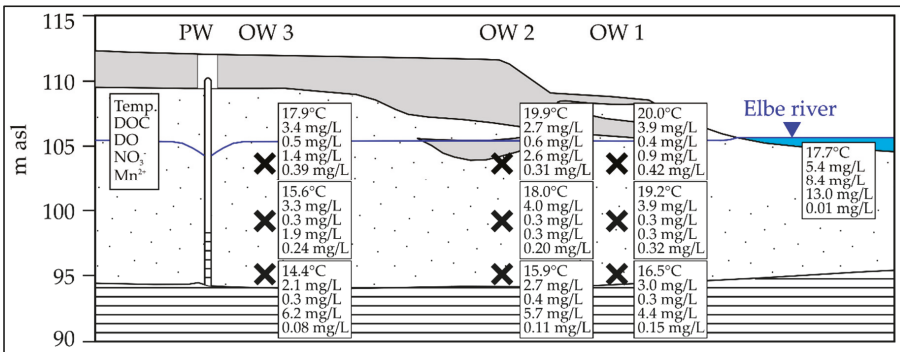 115
PW
OW 3
OW 2
OW 1
110
Temp.
DOC
DO
NO₃⁻
Mn²⁺
17.9°C
3.4 mg/L
0.5 mg/L
1.4 mg/L
0.39 mg/L
19.9°C
2.7 mg/L
0.6 mg/L
2.6 mg/L
0.31 mg/L
20.0°C
3.9 mg/L
0.4 mg/L
0.9 mg/L
0.42 mg/L
Elbe river
17.7°C
5.4 mg/L
8.4 mg/L
13.0 mg/L
0.01 mg/L
105
m asl
15.6°C
3.3 mg/L
0.3 mg/L
1.9 mg/L
0.24 mg/L
18.0°C
4.0 mg/L
0.3 mg/L
0.3 mg/L
0.20 mg/L
19.2°C
3.9 mg/L
0.3 mg/L
0.3 mg/L
0.32 mg/L
100
14.4°C
2.1 mg/L
0.3 mg/L
6.2 mg/L
0.08 mg/L
15.9°C
2.7 mg/L
0.4 mg/L
5.7 mg/L
0.11 mg/L
16.5°C
3.0 mg/L
0.3 mg/L
4.4 mg/L
0.15 mg/L
95
90